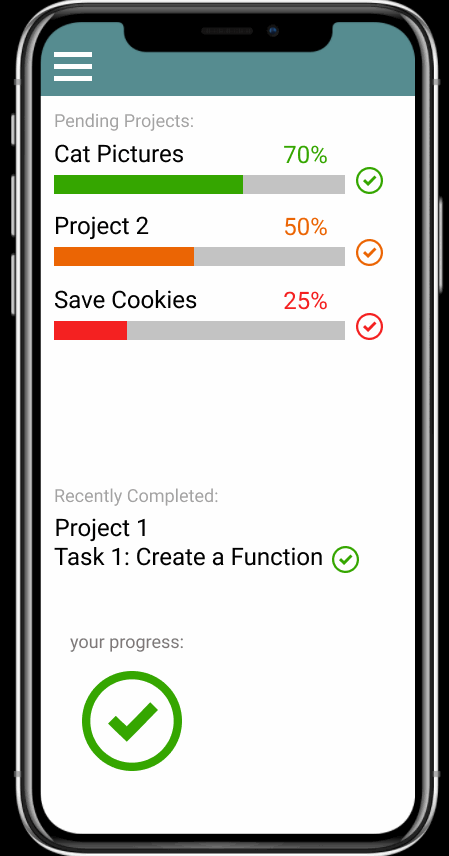 Pending Projects:
Cat Pictures 70%
Project 2 50%
Save Cookies 25%
Recently Completed:
Project 1
Task 1: Create a Function
your progress: